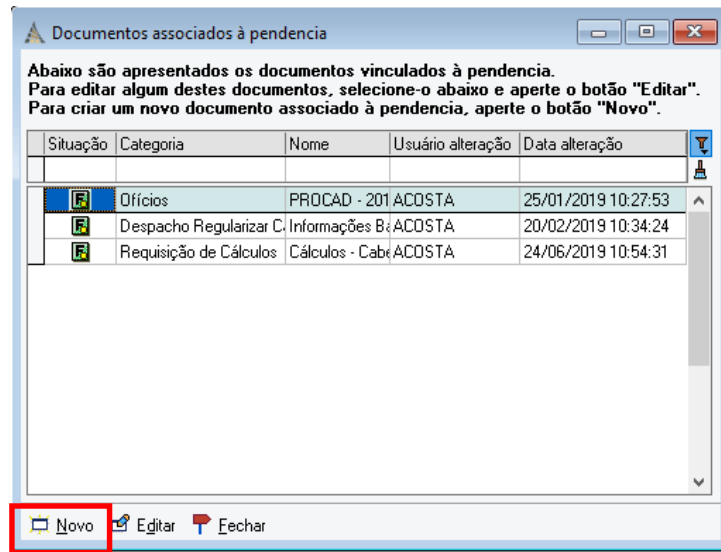 Documentos associados à pendencia
Abaixo são apresentados os documentos vinculados à pendencia.
Para editar algum destes documentos, selecione-o abaixo e aperte o botão "Editar".
Para criar um novo documento associado à pendencia, aperte o botão "Novo".
Situação Categoria Nome Usuário alteração Data alteração
F Ofícios PROCAD - 201 ACOSTA 25/01/2019 10:27:53
F Despacho Regularizar C Informações Ba ACOSTA 20/02/2019 10:34:24
F Requisição de Cálculos Cálculos - Cabe ACOSTA 24/06/2019 10:54:31
Novo Editar Fechar